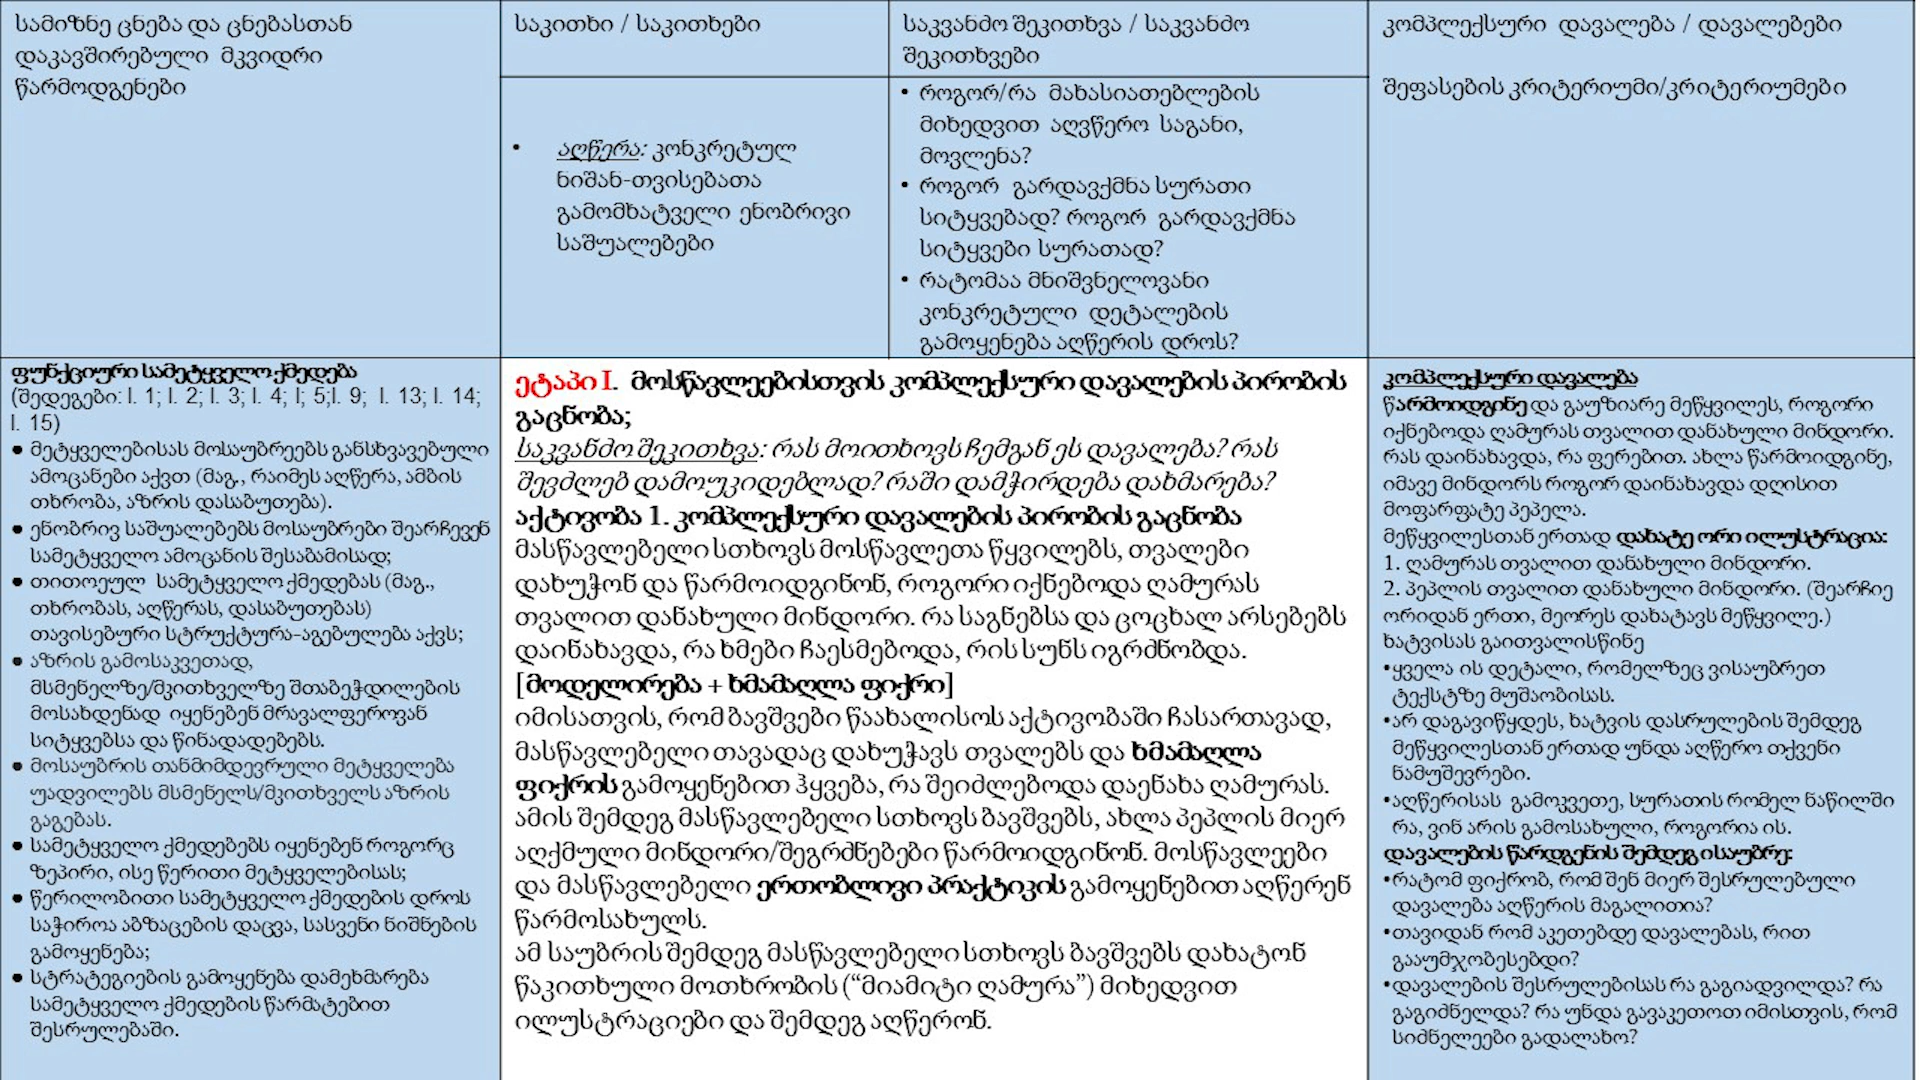 სამიზნე ცნება და ცნებასთან
დაკავშირებული მკვიდრი
წარმოდგენები
საკითხი / საკითხები
საკვანძო შეკითხვა / საკვანძო
შეკითხვები
კომპლექსური დავალება / დავალებები
შეფასების კრიტერიუმი/კრიტერიუმები
• აღწერა: კონკრეტულ
ნიშან-თვისებათა
გამომხატველი ენობრივი
საშუალებები
• როგორ/რა მახასიათებლების
მიხედვით აღვწერო საგანი,
მოვლენა?
• როგორ გარდავქმნა სურათი
სიტყვებად? როგორ გარდავქმნა
სიტყვები სურათად?
• რატომაა მნიშვნელოვანი
კონკრეტული დეტალების
გამოყენება აღწერის დროს?
ფუნქციური სამეტყველო ქმედება
(შედეგები: I. 1; I. 2; I. 3; I. 4; I; 5;I. 9; I. 13; I. 14;
I. 15)
● მეტყველებისას მოსაუბრეებს განსხვავებული
ამოცანები აქვთ (მაგ., რაიმეს აღწერა, ამბის
თხრობა, აზრის დასაბუთება).
● ენობრივ საშუალებებს მოსაუბრები შეარჩევენ
სამეტყველო ამოცანის შესაბამისად;
● თითოეულ სამეტყველო ქმედებას (მაგ.,
თხრობას, აღწერას, დასაბუთებას)
თავისებური სტრუქტურა-აგებულება აქვს;
● აზრის გამოსაკვეთად,
მსმენელზე/მკითხველზე შთაბეჭდილების
მოსახდენად იყენებენ მრავალფეროვან
სიტყვებსა და წინადადებებს.
● მოსაუბრის თანმიმდევრული მეტყველება
უადვილებს მსმენელს/მკითხველს აზრის
გაგებას.
● სამეტყველო ქმედებებს იყენებენ როგორც
ზეპირი, ისე წერითი მეტყველებისას;
● წერილობითი სამეტყველო ქმედების დროს
საჭიროა აბზაცების დაცვა, სასვენი ნიშნების
გამოყენება;
● სტრატეგიების გამოყენება დამეხმარება
სამეტყველო ქმედების წარმატებით
შესრულებაში.
ეტაპი I. მოსწავლეებისთვის კომპლექსური დავალების პირობის
გაცნობა;
საკვანძო შეკითხვა: რას მოითხოვს ჩემგან ეს დავალება? რას
შევძლებ დამოუკიდებლად? რაში დამჭირდება დახმარება?
აქტივობა 1. კომპლექსური დავალების პირობის გაცნობა
მასწავლებელი სთხოვს მოსწავლეთა წყვილებს, თვალები
დახუჭონ და წარმოიდგინონ, როგორი იქნებოდა ღამურას
თვალით დანახული მინდორი. რა საგნებსა და ცოცხალ არსებებს
დაინახავდა, რა ხმები ჩაესმებოდა, რის სუნს იგრძნობდა.
[მოდელირება + ხმამაღლა ფიქრი]
იმისათვის, რომ ბავშვები წაახალისოს აქტივობაში ჩასართავად,
მასწავლებელი თავადაც დახუჭავს თვალებს და ხმამაღლა
ფიქრის გამოყენებით ჰყვება, რა შეიძლებოდა დაენახა ღამურას.
ამის შემდეგ მასწავლებელი სთხოვს ბავშვებს, ახლა პეპლის მიერ
აღქმული მინდორი/შეგრძნებები წარმოიდგინონ. მოსწავლეები
და მასწავლებელი ერთობლივი პრაქტიკის გამოყენებით აღწერენ
წარმოსახულს.
ამ საუბრის შემდეგ მასწავლებელი სთხოვს ბავშვებს დახატონ
წაკითხული მოთხრობის (“მიამიტი ღამურა”) მიხედვით
ილუსტრაციები და შემდეგ აღწერონ.
კომპლექსური დავალება
წარმოიდგინე და გაუზიარე მეწყვილეს, როგორი
იქნებოდა ღამურას თვალით დანახული მინდორი.
რას დაინახავდა, რა ფერებით. ახლა წარმოიდგინე,
იმავე მინდორს როგორ დაინახავდა დღისით
მოფარფატე პეპელა.
მეწყვილესთან ერთად დახატე ორი ილუსტრაცია:
1. ღამურას თვალით დანახული მინდორი.
2. პეპლის თვალით დანახული მინდორი. (შეარჩიე
ორიდან ერთი, მეორეს დახატავს მეწყვილე.)
ხატვისას გაითვალისწინე
•ყველა ის დეტალი, რომელზეც ვისაუბრეთ
ტექსტზე მუშაობისას.
•არ დაგავიწყდეს, ხატვის დასრულების შემდეგ
მეწყვილესთან ერთად უნდა აღწერო თქვენი
ნამუშევრები.
•აღწერისას გამოკვეთე, სურათის რომელ ნაწილში
რა, ვინ არის გამოსახული, როგორია ის.
დავალების წარდგენის შემდეგ ისაუბრე:
•რატომ ფიქრობ, რომ შენ მიერ შესრულებული
დავალება აღწერის მაგალითია?
•თავიდან რომ აკეთებდე დავალებას, რით
გააუმჯობესებდი?
•დავალების შესრულებისას რა გაგიადვილდა? რა
გაგიძნელდა? რა უნდა გავაკეთოთ იმისთვის, რომ
სიძნელეები გადალახო?